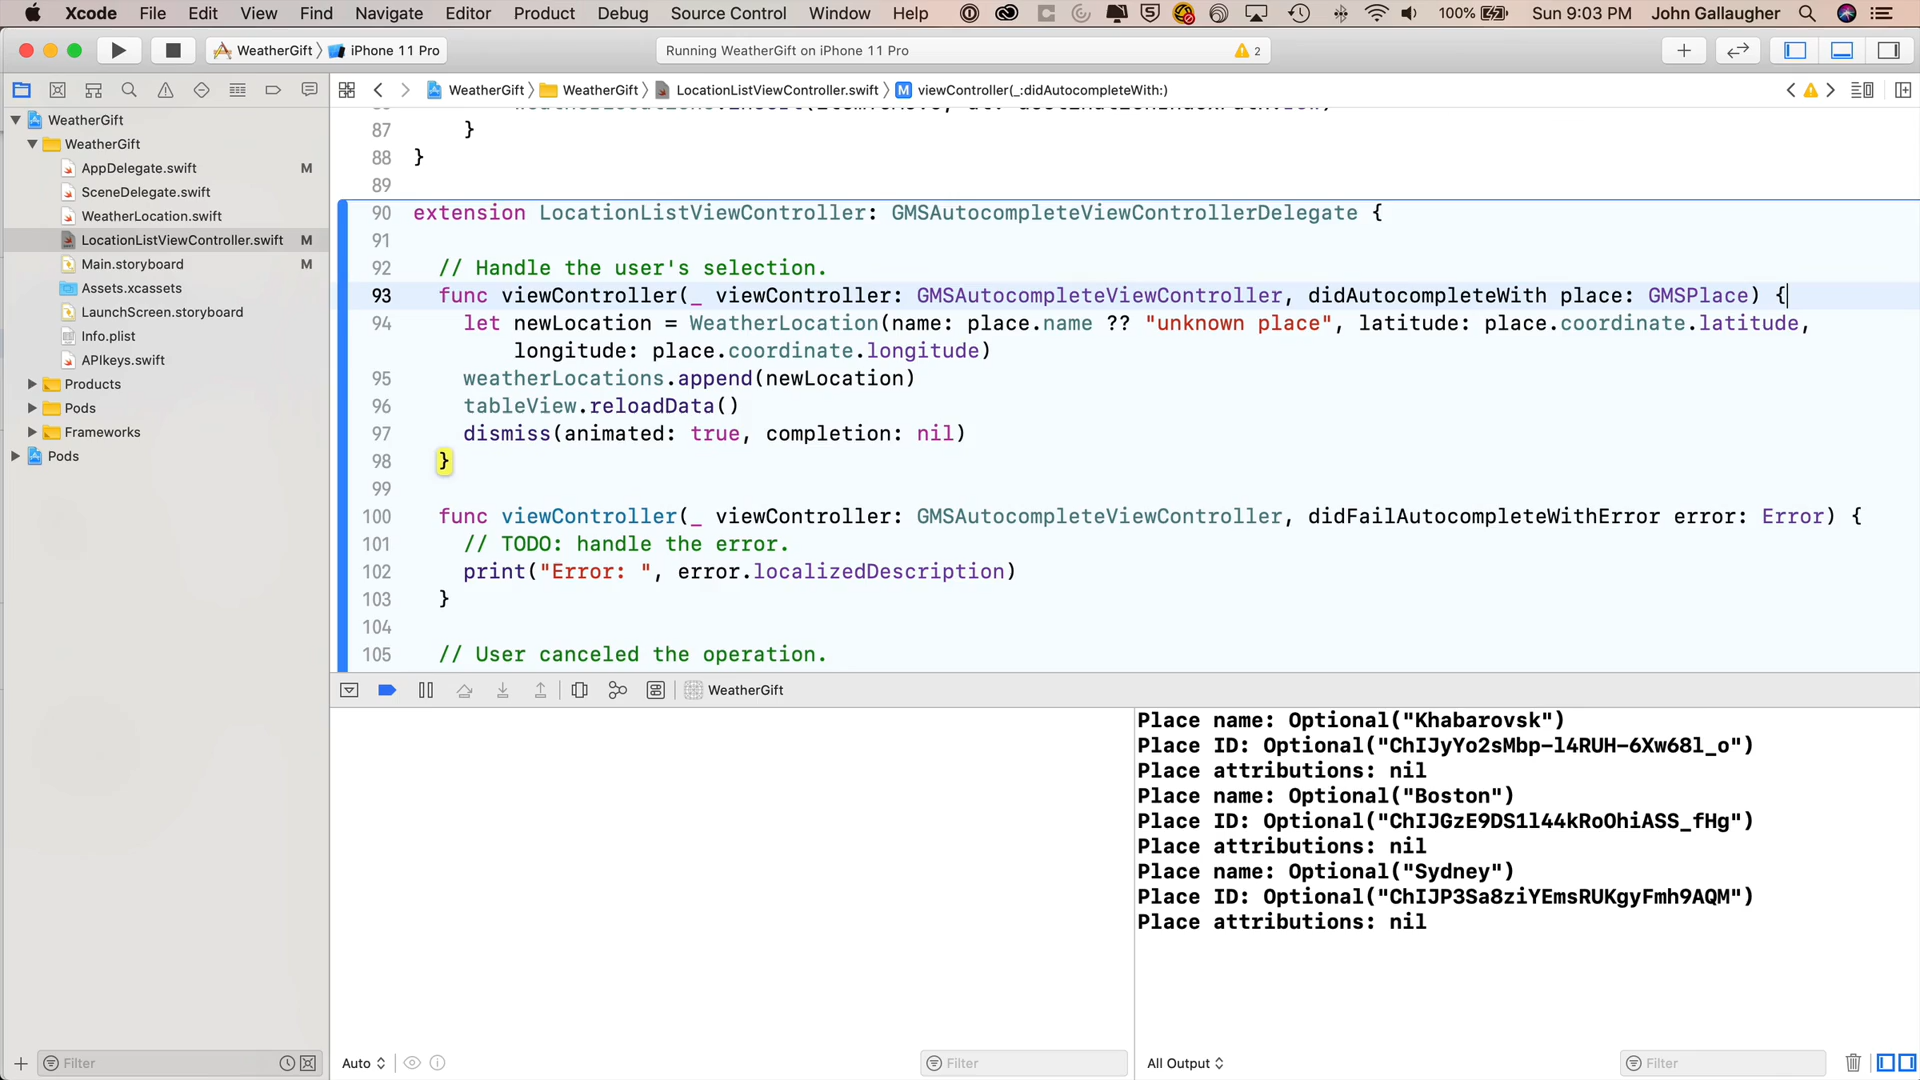 Xcode File Edit View Find Navigate Editor Product Debug Source Control Window Help 100% Sun 9:03 PM John Gallaugher
WeatherGift iPhone 11 Pro Running WeatherGift on iPhone 11 Pro 2
WeatherGift WeatherGift LocationListViewController.swift M viewController(_:didAutocompleteWith:)
WeatherGift
WeatherGift
AppDelegate.swift M
SceneDelegate.swift
WeatherLocation.swift
LocationListViewController.swift M
Main.storyboard M
Assets.xcassets
LaunchScreen.storyboard
Info.plist
APIkeys.swift
Products
Pods
Frameworks
Pods
87 }
88 }
89
90 extension LocationListViewController: GMSAutocompleteViewControllerDelegate {
91
92 // Handle the user's selection.
93 func viewController(_ viewController: GMSAutocompleteViewController, didAutocompleteWith place: GMSPlace) {
94 let newLocation = WeatherLocation(name: place.name ?? "unknown place", latitude: place.coordinate.latitude,
longitude: place.coordinate.longitude)
95 weatherLocations.append(newLocation)
96 tableView.reloadData()
97 dismiss(animated: true, completion: nil)
98 }
99
100 func viewController(_ viewController: GMSAutocompleteViewController, didFailAutocompleteWithError error: Error) {
101 // TODO: handle the error.
102 print("Error: ", error.localizedDescription)
103 }
104
105 // User canceled the operation.
WeatherGift
Place name: Optional("Khabarovsk")
Place ID: Optional("ChIJyYo2sMbp-l4RUH-6Xw68l_o")
Place attributions: nil
Place name: Optional("Boston")
Place ID: Optional("ChIJGzE9DS1l44kRoOhiASS_fHg")
Place attributions: nil
Place name: Optional("Sydney")
Place ID: Optional("ChIJP3Sa8ziYEmsRUKgyFmh9AQM")
Place attributions: nil
Filter Auto Filter All Output Filter